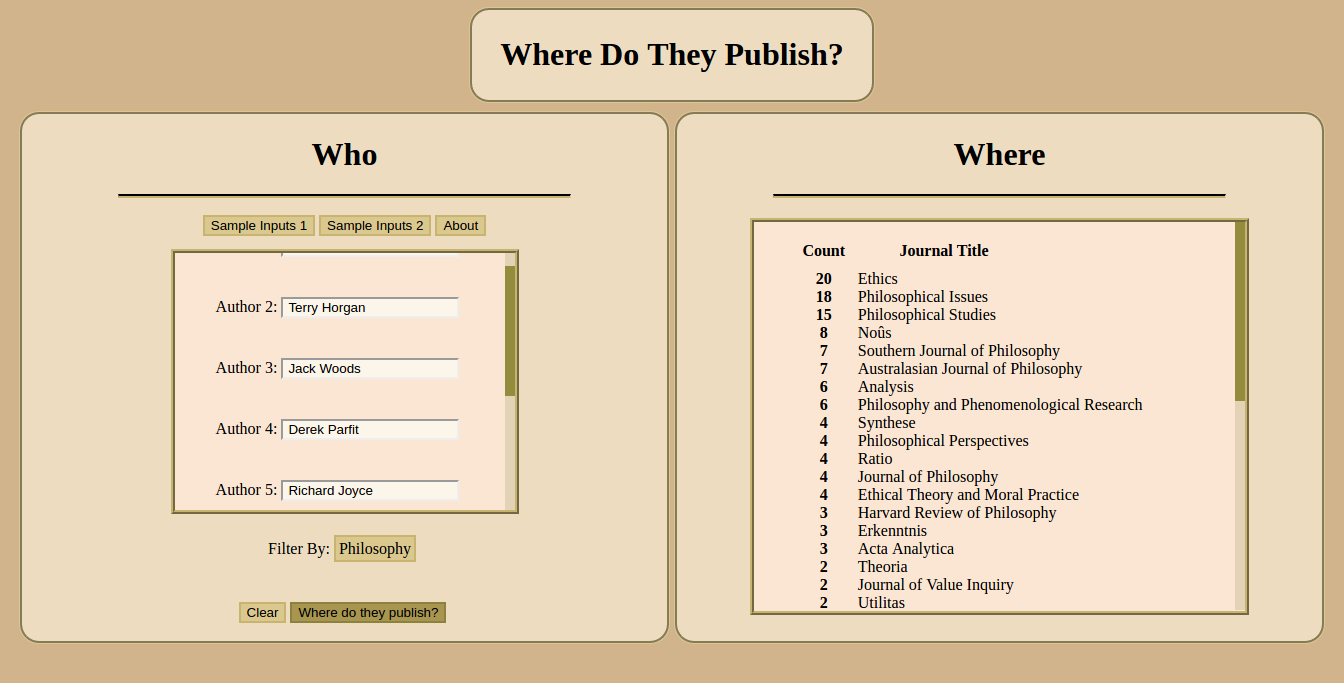 Where Do They Publish?
Who
Sample Inputs 1 Sample Inputs 2 About
Author 2: Terry Horgan
Author 3: Jack Woods
Author 4: Derek Parfit
Author 5: Richard Joyce
Filter By: Philosophy
Clear Where do they publish?
Where
Count Journal Title
20 Ethics
18 Philosophical Issues
15 Philosophical Studies
8 Noûs
7 Southern Journal of Philosophy
7 Australasian Journal of Philosophy
6 Analysis
6 Philosophy and Phenomenological Research
4 Synthese
4 Philosophical Perspectives
4 Ratio
4 Journal of Philosophy
4 Ethical Theory and Moral Practice
3 Harvard Review of Philosophy
3 Erkenntnis
3 Acta Analytica
2 Theoria
2 Journal of Value Inquiry
2 Utilitas